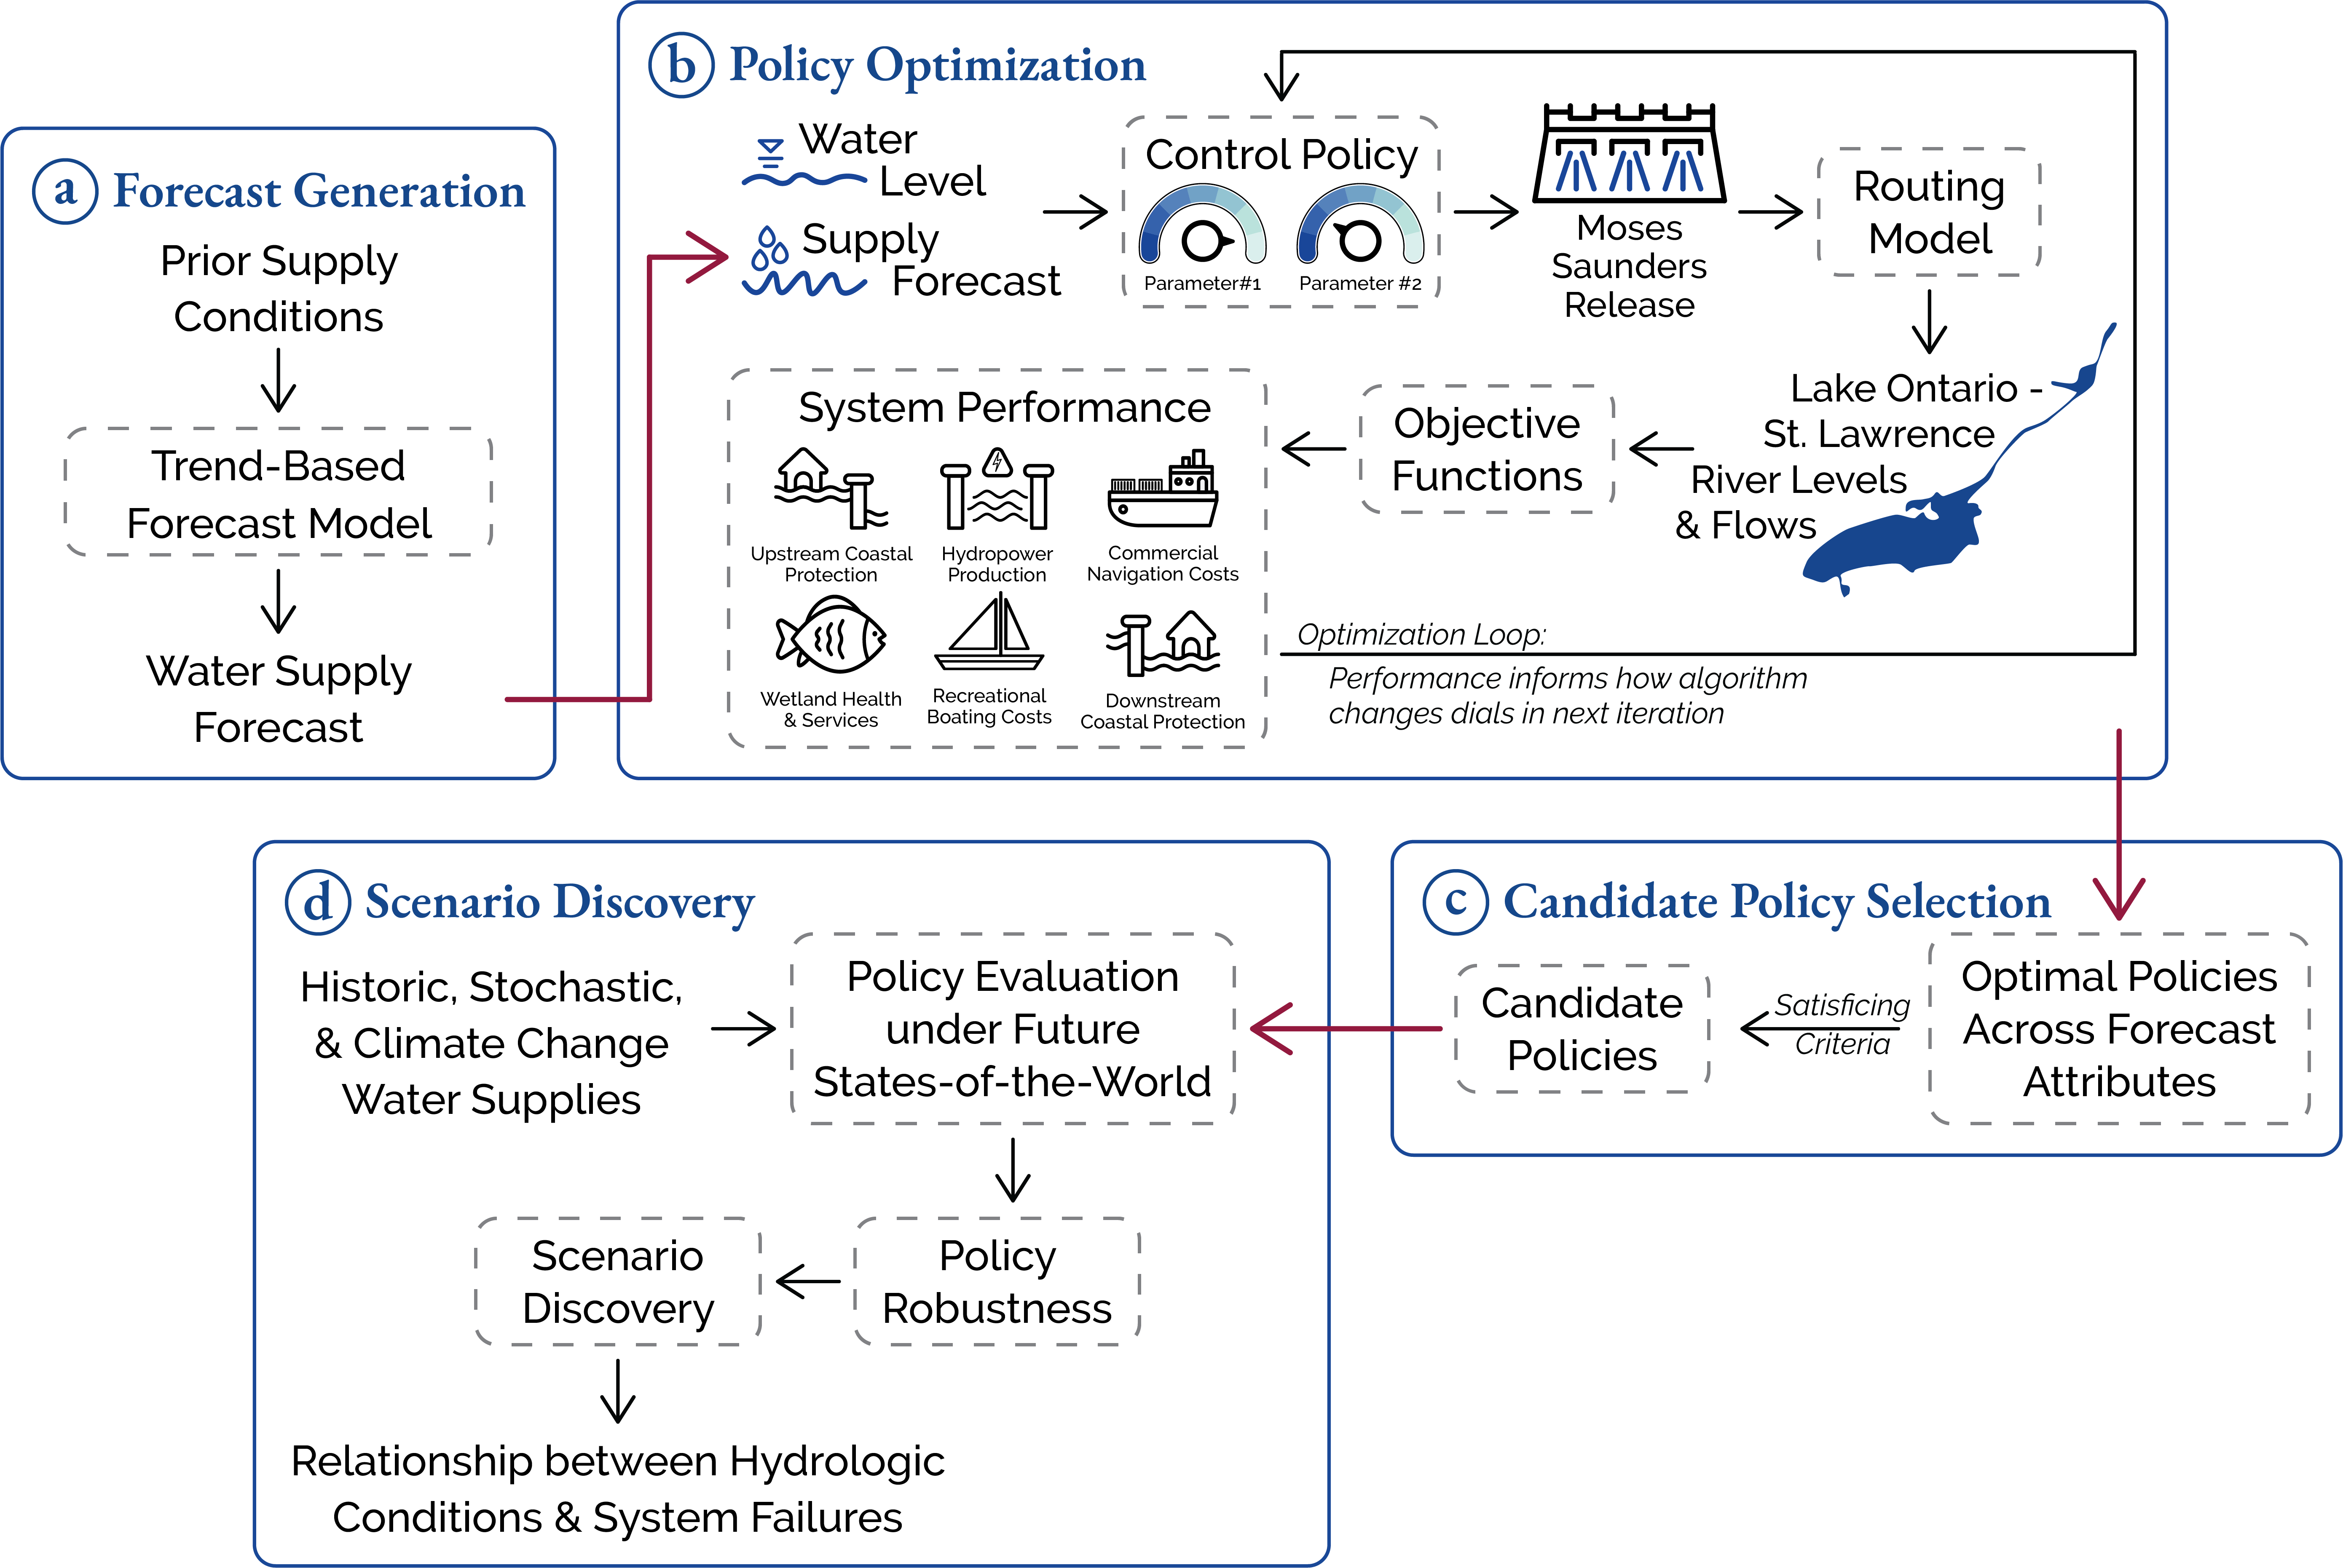 a Forecast Generation
Prior Supply
Conditions
Trend-Based
Forecast Model
Water Supply
Forecast
b Policy Optimization
Water
Level
Supply
Forecast
Control Policy
Parameter#1
Parameter #2
Moses
Saunders
Release
Routing
Model
Lake Ontario -
St. Lawrence
River Levels
& Flows
Objective
Functions
System Performance
Upstream Coastal
Protection
Hydropower
Production
Commercial
Navigation Costs
Wetland Health
& Services
Recreational
Boating Costs
Downstream
Coastal Protection
Optimization Loop:
Performance informs how algorithm
changes dials in next iteration
c Candidate Policy Selection
Optimal Policies
Across Forecast
Attributes
Satisficing
Criteria
Candidate
Policies
d Scenario Discovery
Historic, Stochastic,
& Climate Change
Water Supplies
Policy Evaluation
under Future
States-of-the-World
Policy
Robustness
Scenario
Discovery
Relationship between Hydrologic
Conditions & System Failures